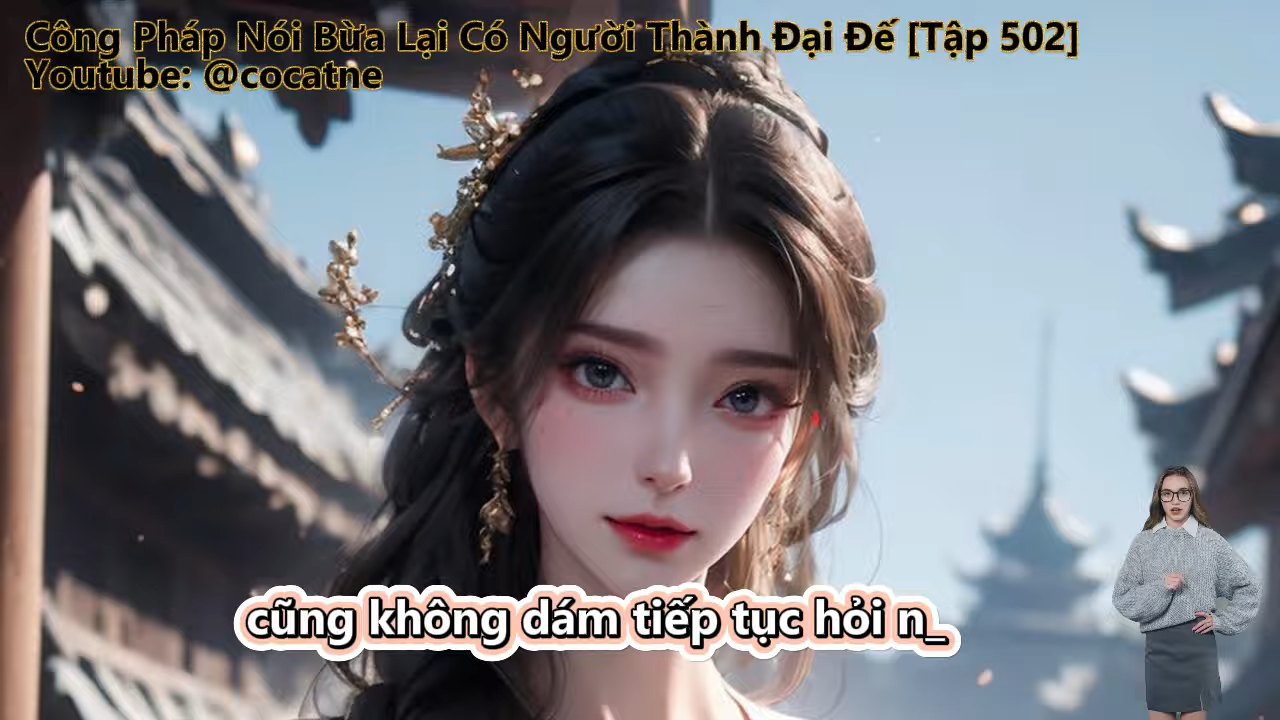 Công Pháp Nói Bừa Lại Có Người Thành Đại Đế [Tập 502]
Youtube: @cocatne
cũng không dám tiếp tục hỏi n_